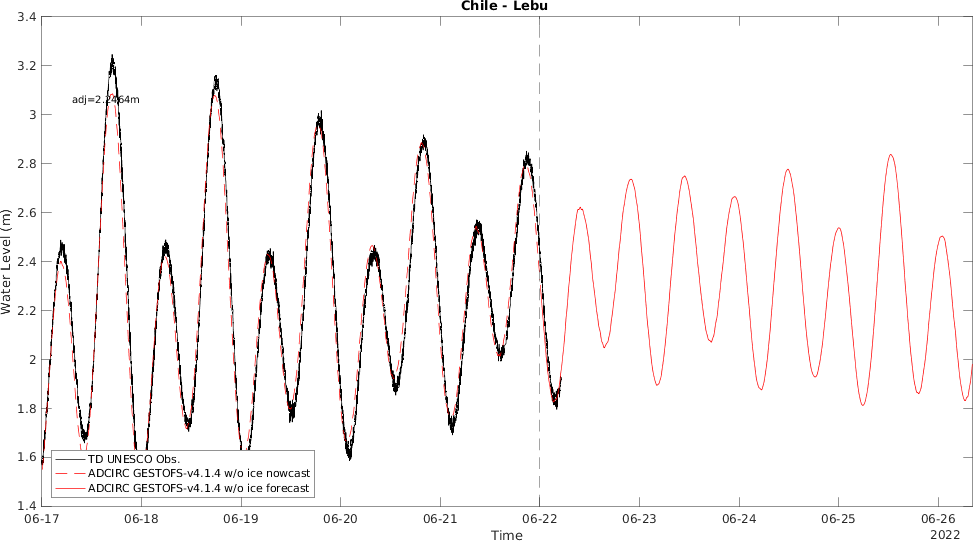 Chile - Lebu
3.4
3.2
3
2.8
2.6
2.4
2.2
2
1.8
1.6
1.4
Water Level (m)
adj=2.2464m
TD UNESCO Obs.
ADCIRC GESTOFS-v4.1.4 w/o ice nowcast
ADCIRC GESTOFS-v4.1.4 w/o ice forecast
06-17 06-18 06-19 06-20 06-21 06-22 06-23 06-24 06-25 06-26
Time
2022